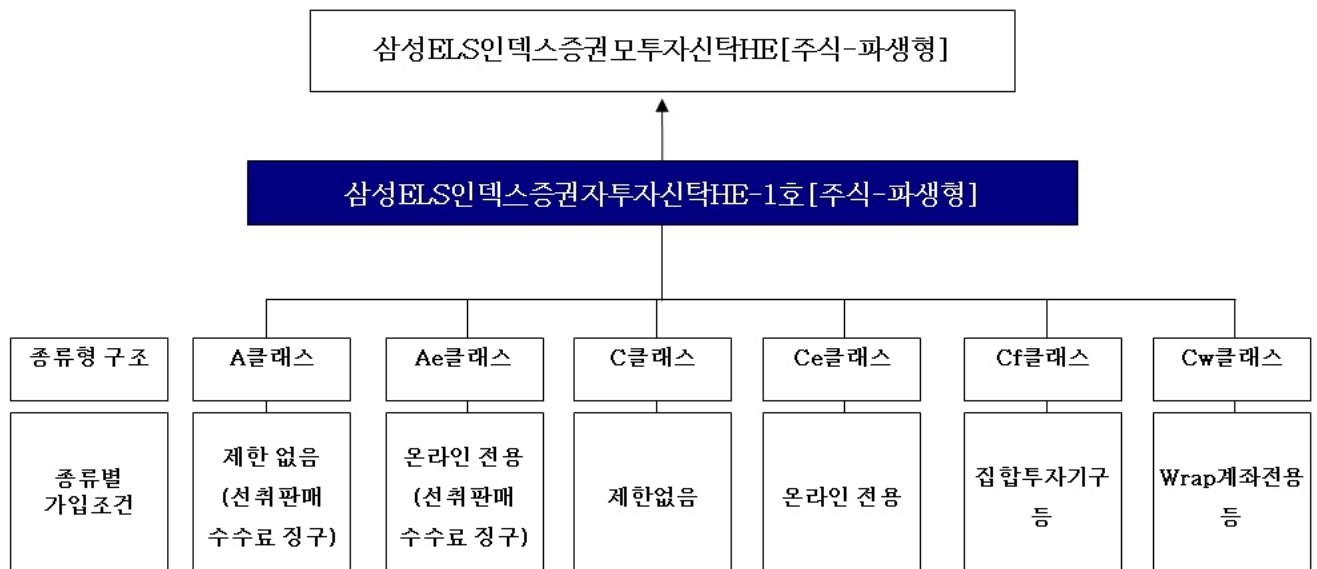 삼성ELS인덱스증권모투자신탁HE[주식-파생형]
삼성ELS인덱스증권자투자신탁HE-1호[주식-파생형]
종류형 구조
A클래스
Ae클래스
C클래스
Ce클래스
Cf클래스
Cw클래스
종류별
가입조건
제한 없음
(선취판매
수수료 징구)
온라인 전용
(선취판매
수수료 징구)
제한없음
온라인 전용
집합투자기구
등
Wrap계좌전용
등